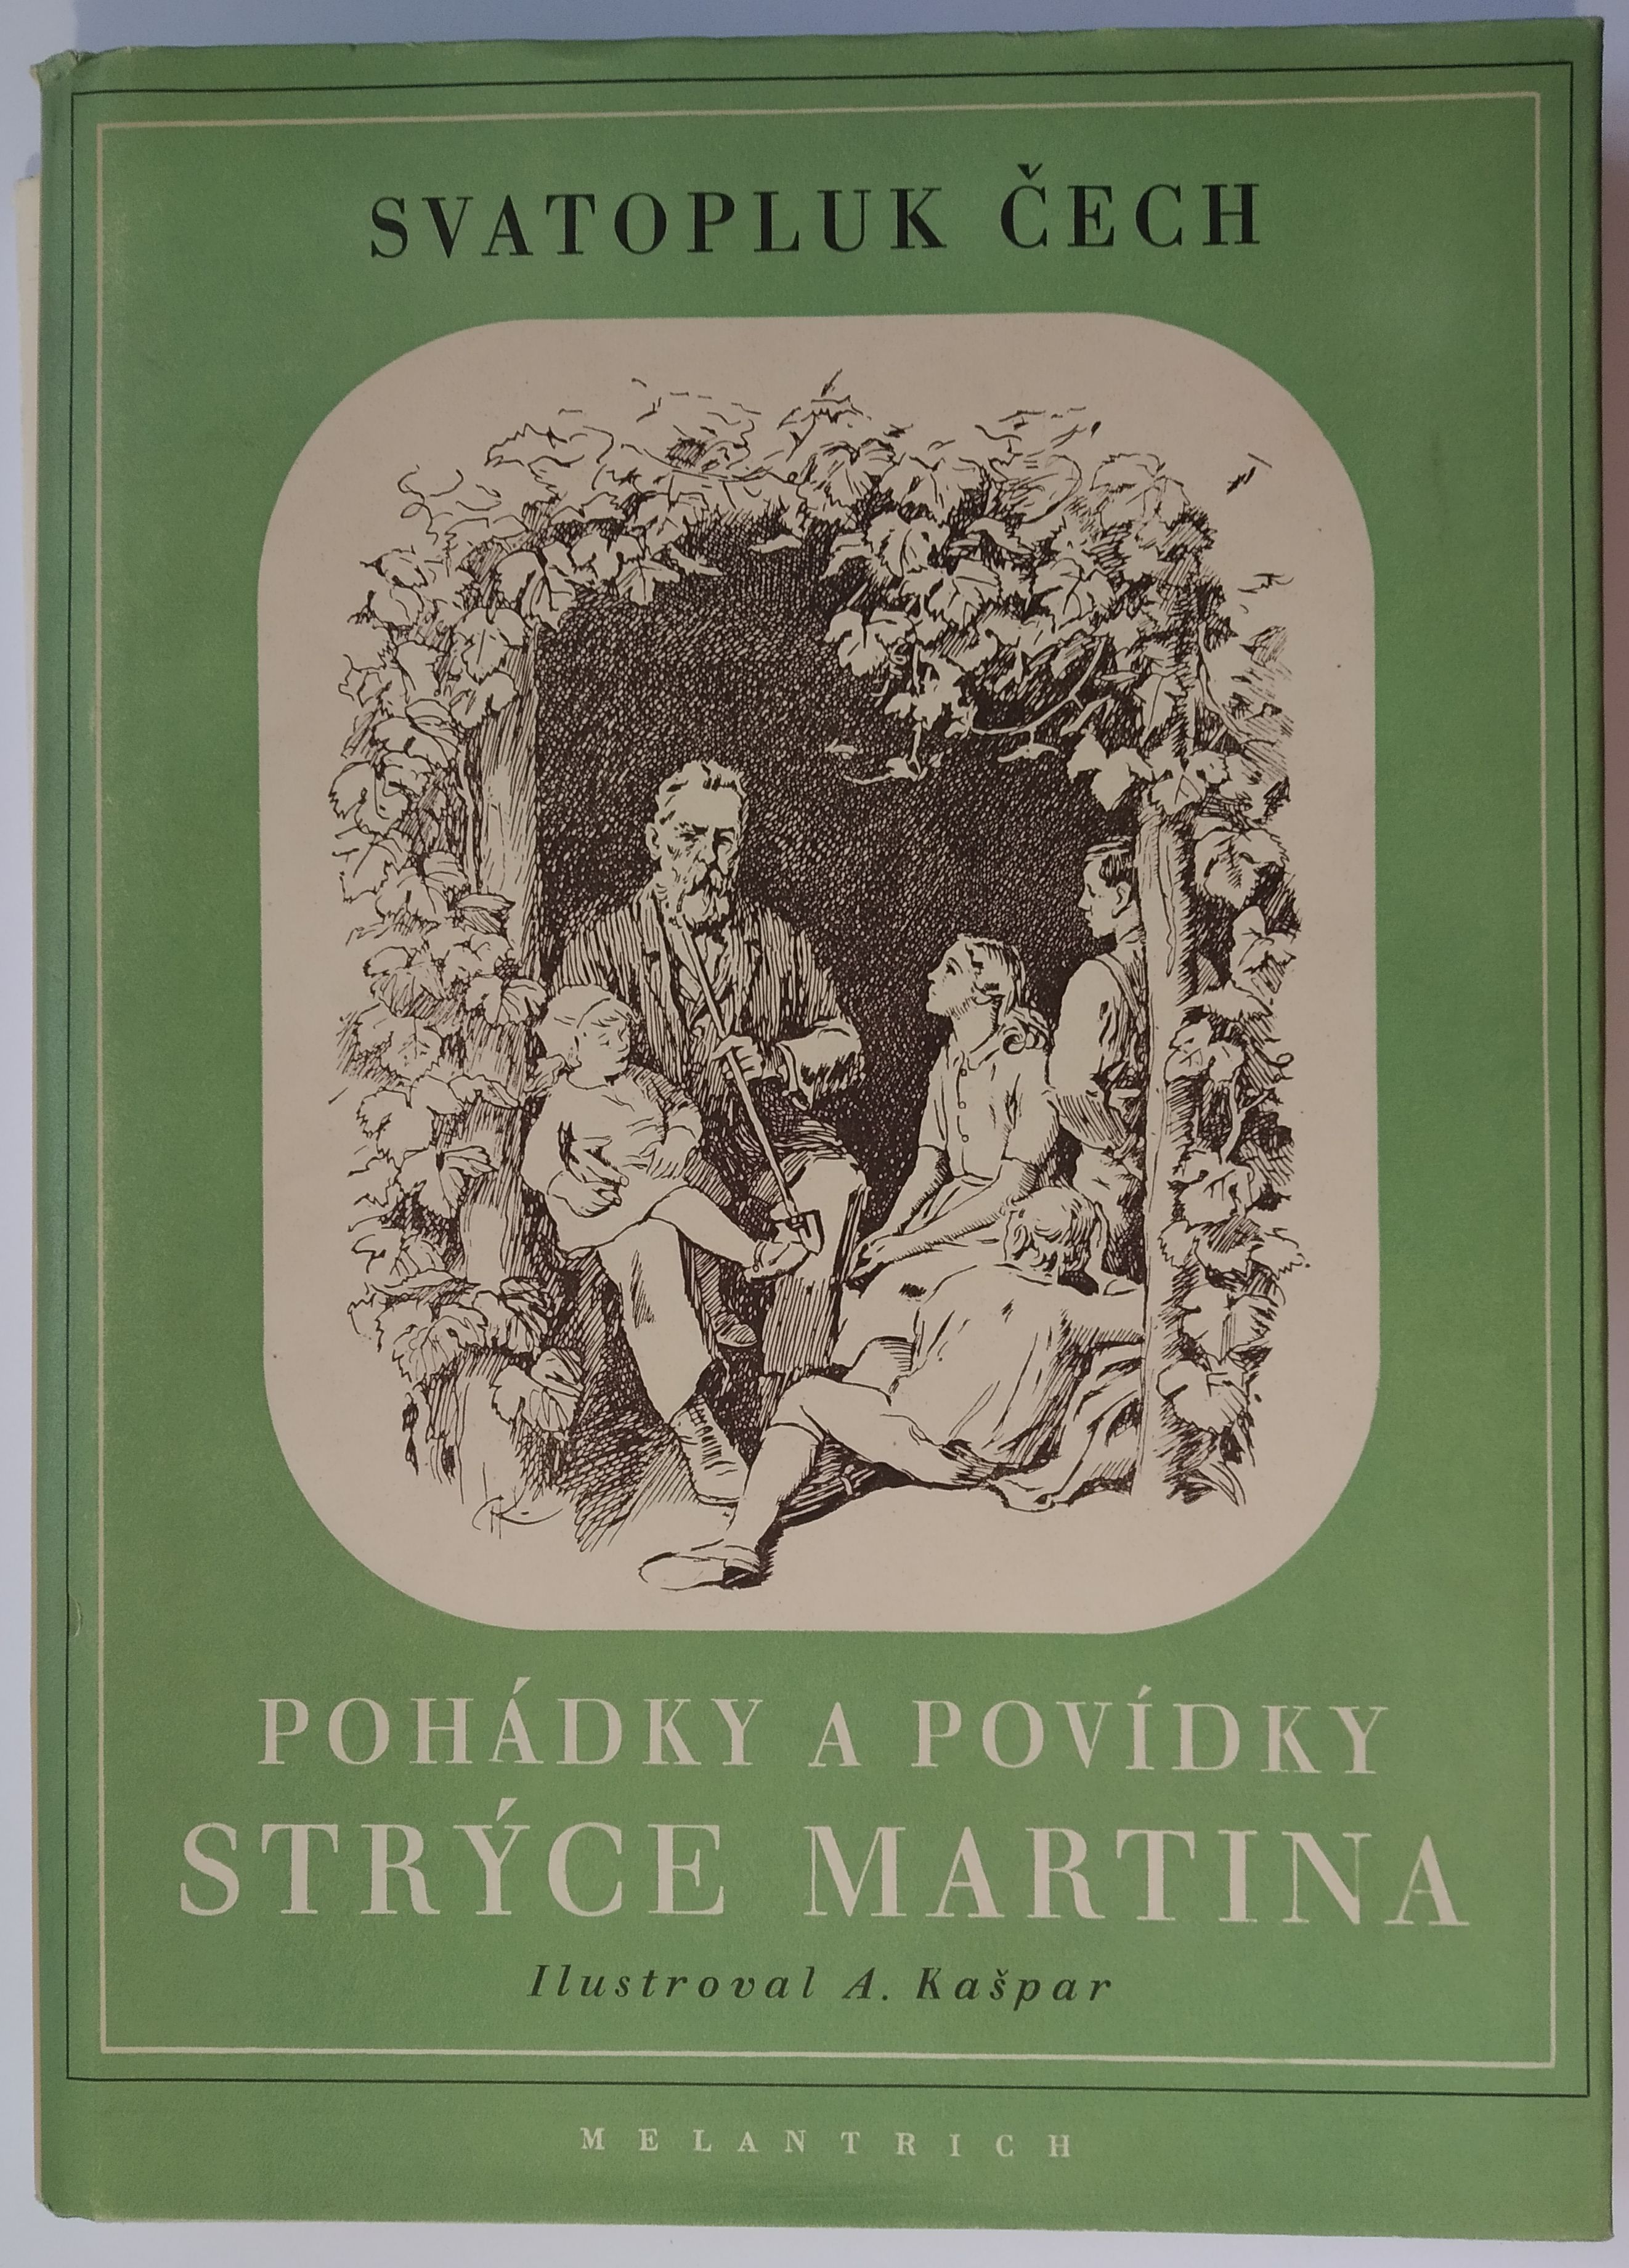 SVATOPLUK ČECH
POHÁDKY A POVÍDKY
STRÝCE MARTINA
Ilustroval A. Kašpar
MELANTRICH